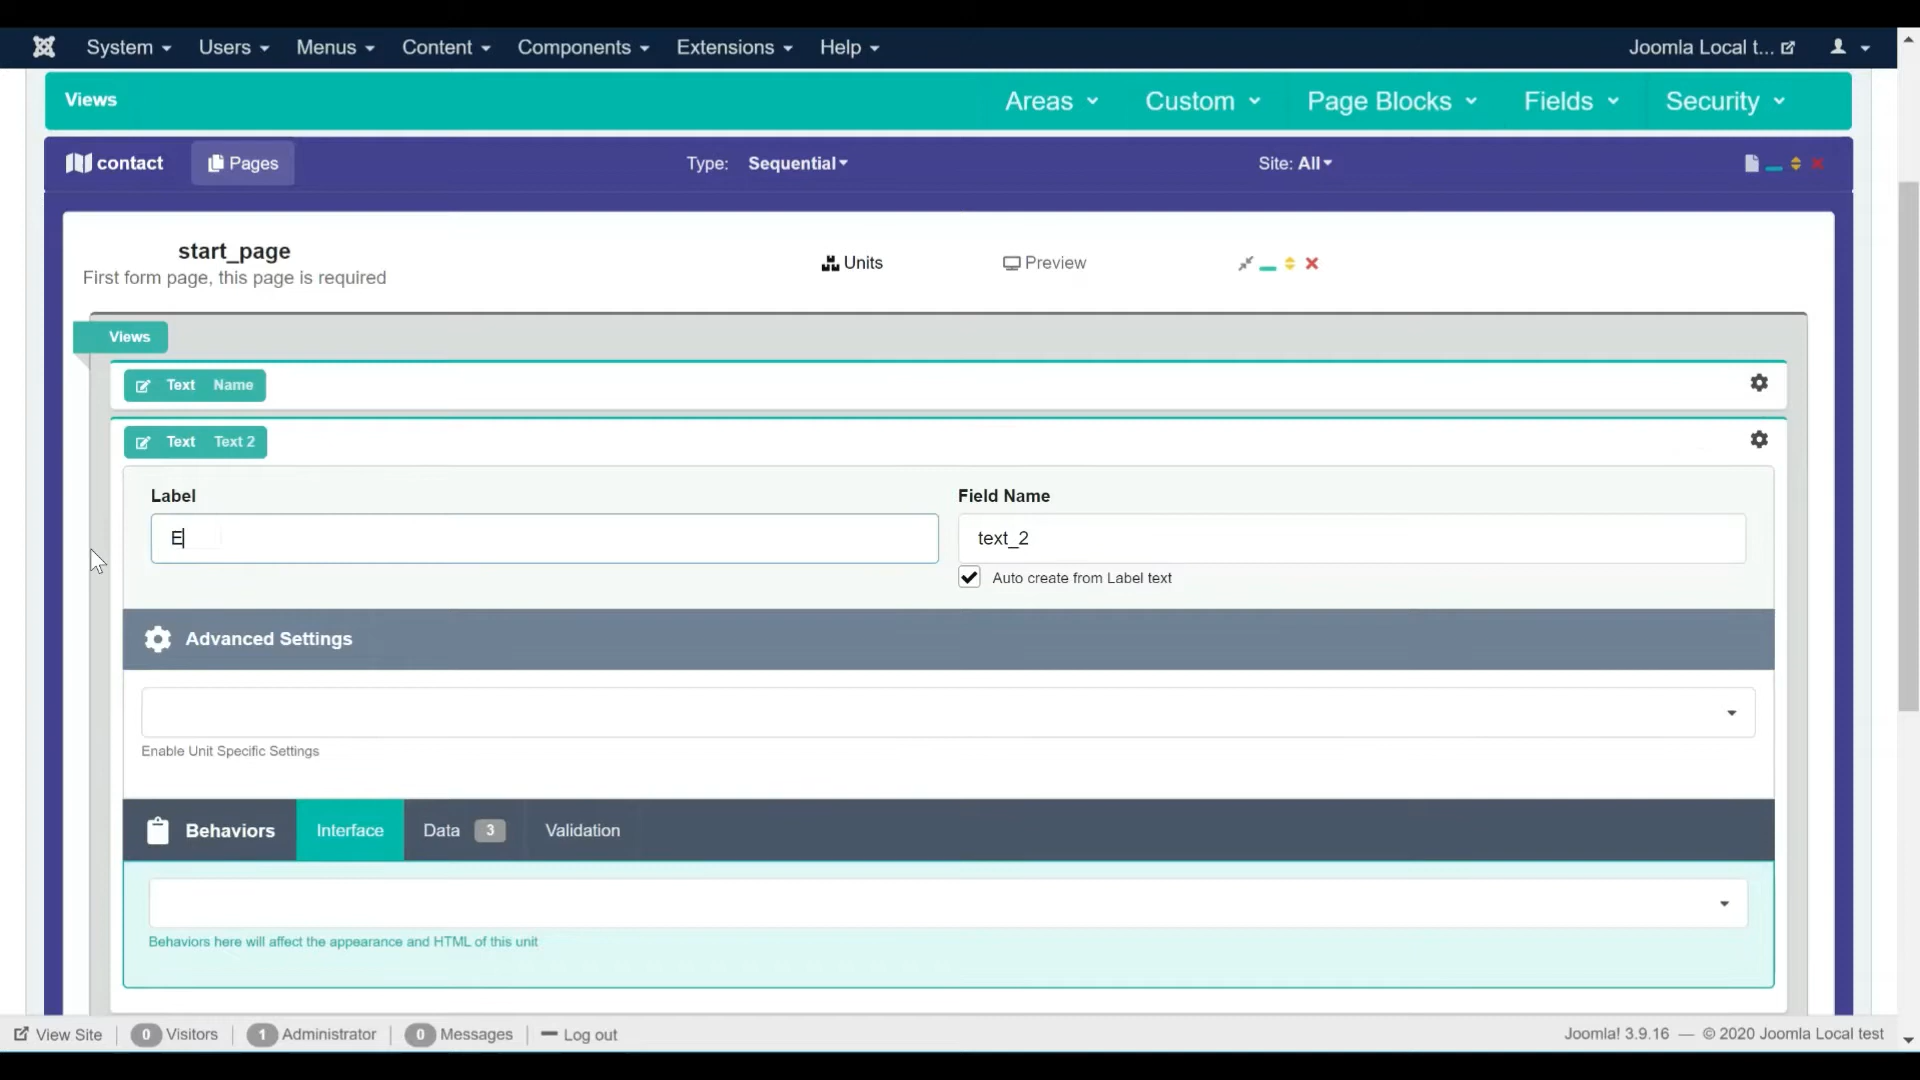 System Users Menus Content Components Extensions Help Joomla Local t...
Views Areas Custom Page Blocks Fields Security
contact Pages Type: Sequential Site: All
start_page
First form page, this page is required
Units Preview
Views
Text Name
Text Text 2
Label Field Name
E text_2
Auto create from Label text
Advanced Settings
Enable Unit Specific Settings
Behaviors Interface Data 3 Validation
Behaviors here will affect the appearance and HTML of this unit
View Site 0 Visitors 1 Administrator 0 Messages Log out Joomla! 3.9.16 — © 2020 Joomla Local test